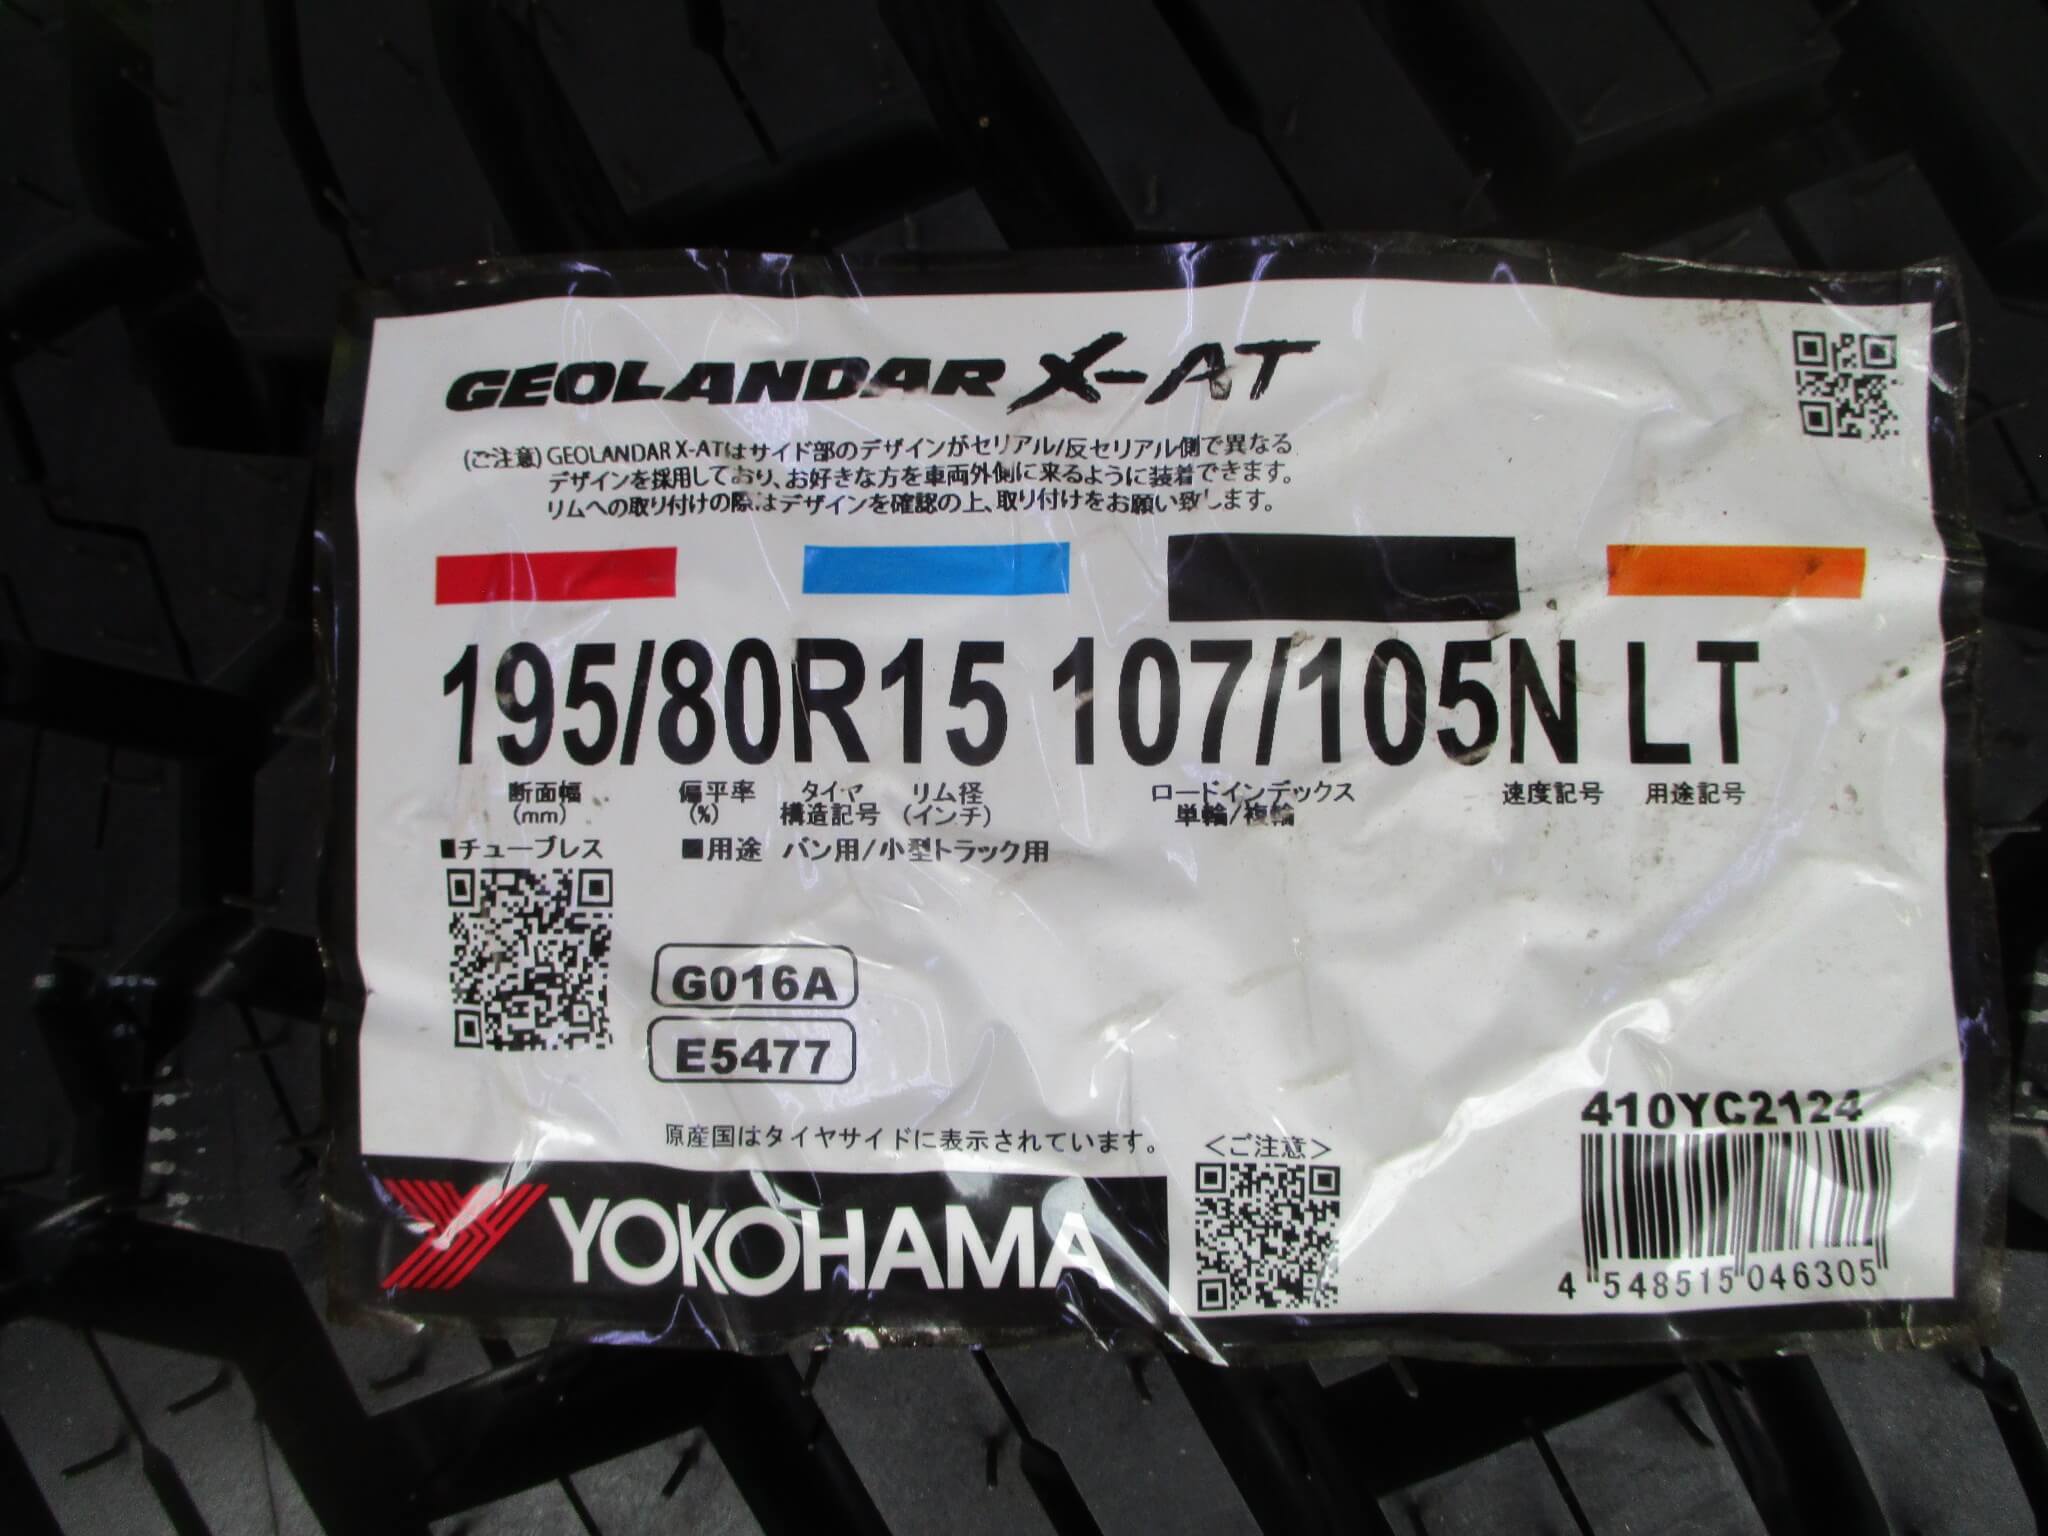 GEOLANDAR X-AT
(ご注意) GEOLANDAR X-ATはサイド部のデザインがセリアル/反セリアル側で異なる
デザインを採用しており、お好きな方を車両外側に来るように装着できます。
リムへの取り付けの際はデザインを確認の上、取り付けをお願い致します。
195/80R15 107/105N LT
断面幅 偏平率 タイヤ リム径 ロードインデックス 速度記号 用途記号
(mm) (%) 構造記号 (インチ) 単輪/複輪
■チューブレス ■用途 バン用/小型トラック用
G016A
E5477
410YC2124
原産国はタイヤサイドに表示されています。
<ご注意>
YOKOHAMA
4 548515 046305